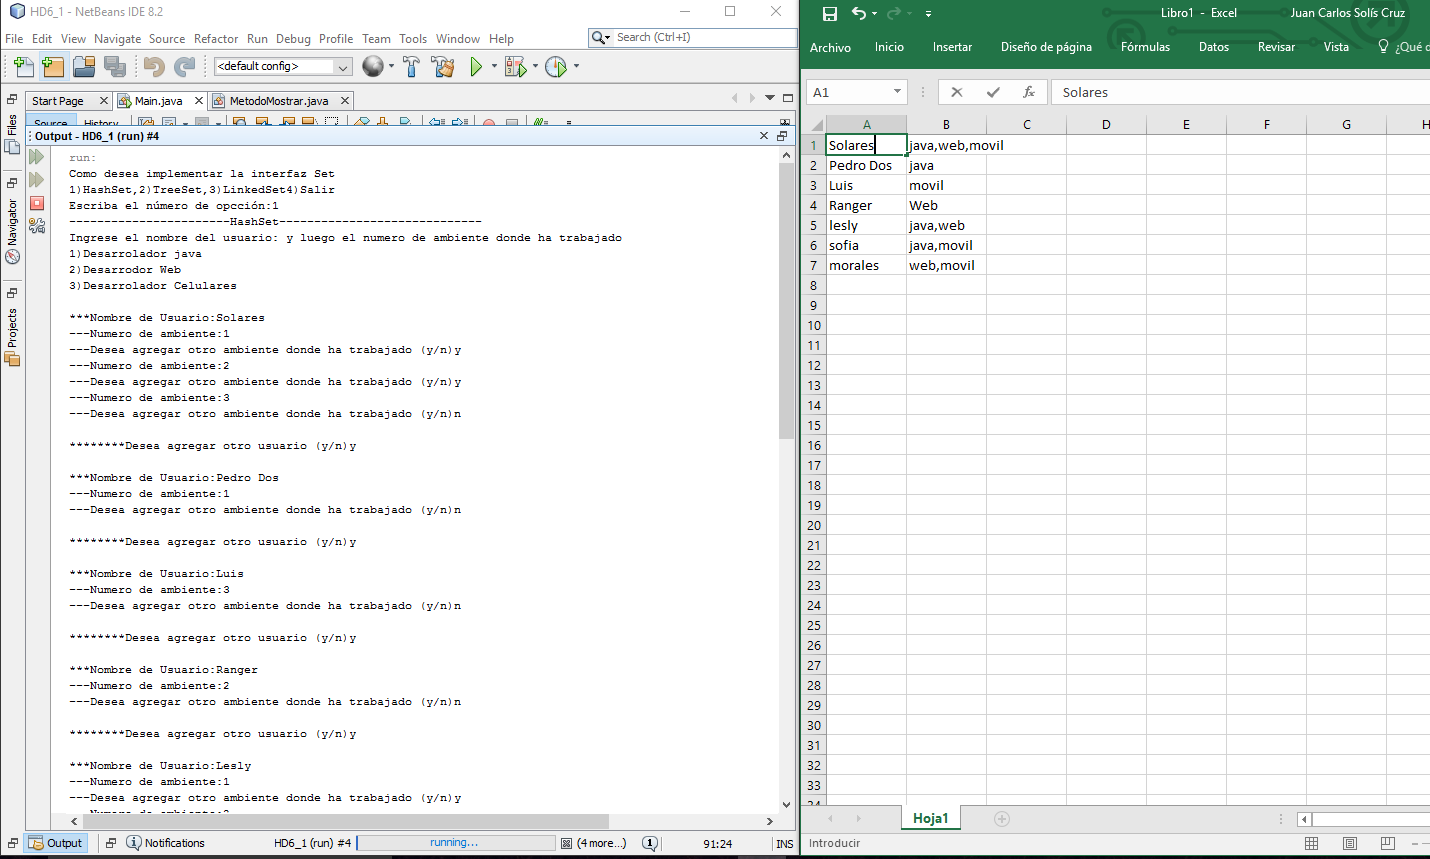 HD6_1 - NetBeans IDE 8.2
File Edit View Navigate Source Refactor Run Debug Profile Team Tools Window Help
Search (Ctrl+I)
<default config>
Start Page
Main.java
MetodoMostrar.java
Source History
Files
Navigator
Projects
Output - HD6_1 (run) #4
run:
Como desea implementar la interfaz Set
1)HashSet,2)TreeSet,3)LinkedSet4)Salir
Escriba el número de opcción:1
-----------------------HashSet-----------------------------
Ingrese el nombre del usuario: y luego el numero de ambiente donde ha trabajado
1)Desarrolador java
2)Desarrodor Web
3)Desarrolador Celulares
***Nombre de Usuario:Solares
---Numero de ambiente:1
---Desea agregar otro ambiente donde ha trabajado (y/n)y
---Numero de ambiente:2
---Desea agregar otro ambiente donde ha trabajado (y/n)y
---Numero de ambiente:3
---Desea agregar otro ambiente donde ha trabajado (y/n)n
********Desea agregar otro usuario (y/n)y
***Nombre de Usuario:Pedro Dos
---Numero de ambiente:1
---Desea agregar otro ambiente donde ha trabajado (y/n)n
********Desea agregar otro usuario (y/n)y
***Nombre de Usuario:Luis
---Numero de ambiente:3
---Desea agregar otro ambiente donde ha trabajado (y/n)n
********Desea agregar otro usuario (y/n)y
***Nombre de Usuario:Ranger
---Numero de ambiente:2
---Desea agregar otro ambiente donde ha trabajado (y/n)n
********Desea agregar otro usuario (y/n)y
***Nombre de Usuario:Lesly
---Numero de ambiente:1
---Desea agregar otro ambiente donde ha trabajado (y/n)y
Output
Notifications
HD6_1 (run) #4
running...
(4 more...)
1
91:24
INS
Libro1 - Excel
Juan Carlos Solís Cruz
Archivo Inicio Insertar Diseño de página Fórmulas Datos Revisar Vista ¿Qué
A1
fx
Solares
A B C D E F G H
1 Solares java,web,movil
2 Pedro Dos java
3 Luis movil
4 Ranger Web
5 lesly java,web
6 sofia java,movil
7 morales web,movil
8
9
10
11
12
13
14
15
16
17
18
19
20
21
22
23
24
25
26
27
28
29
30
31
32
33
Hoja1
Introducir